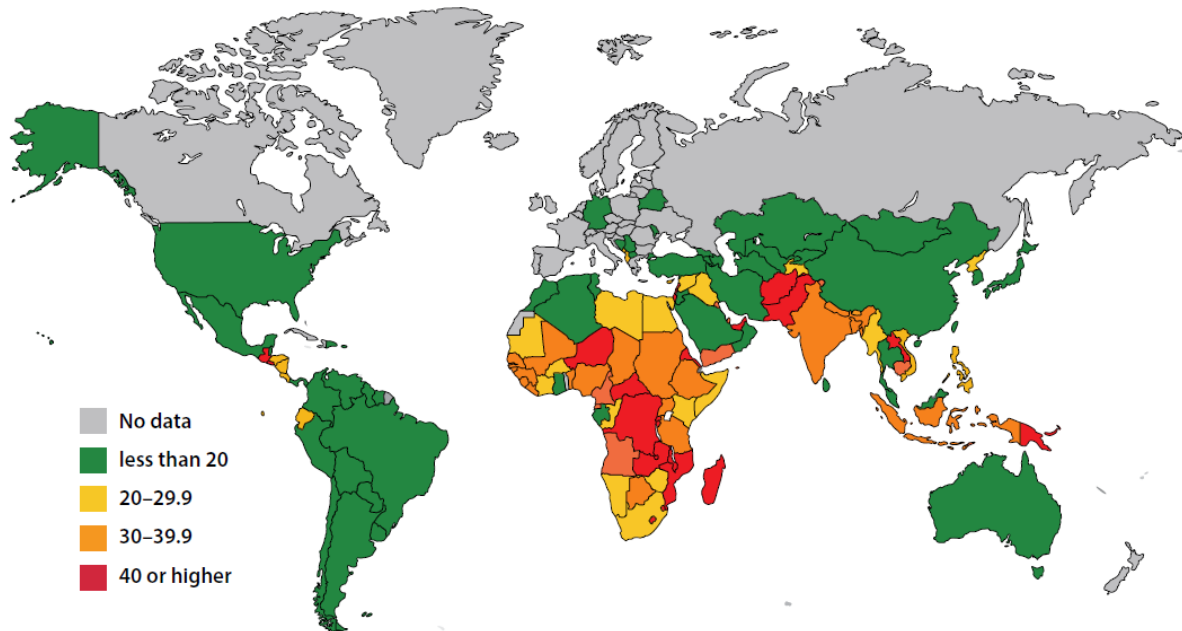 No data
less than 20
20–29.9
30–39.9
40 or higher